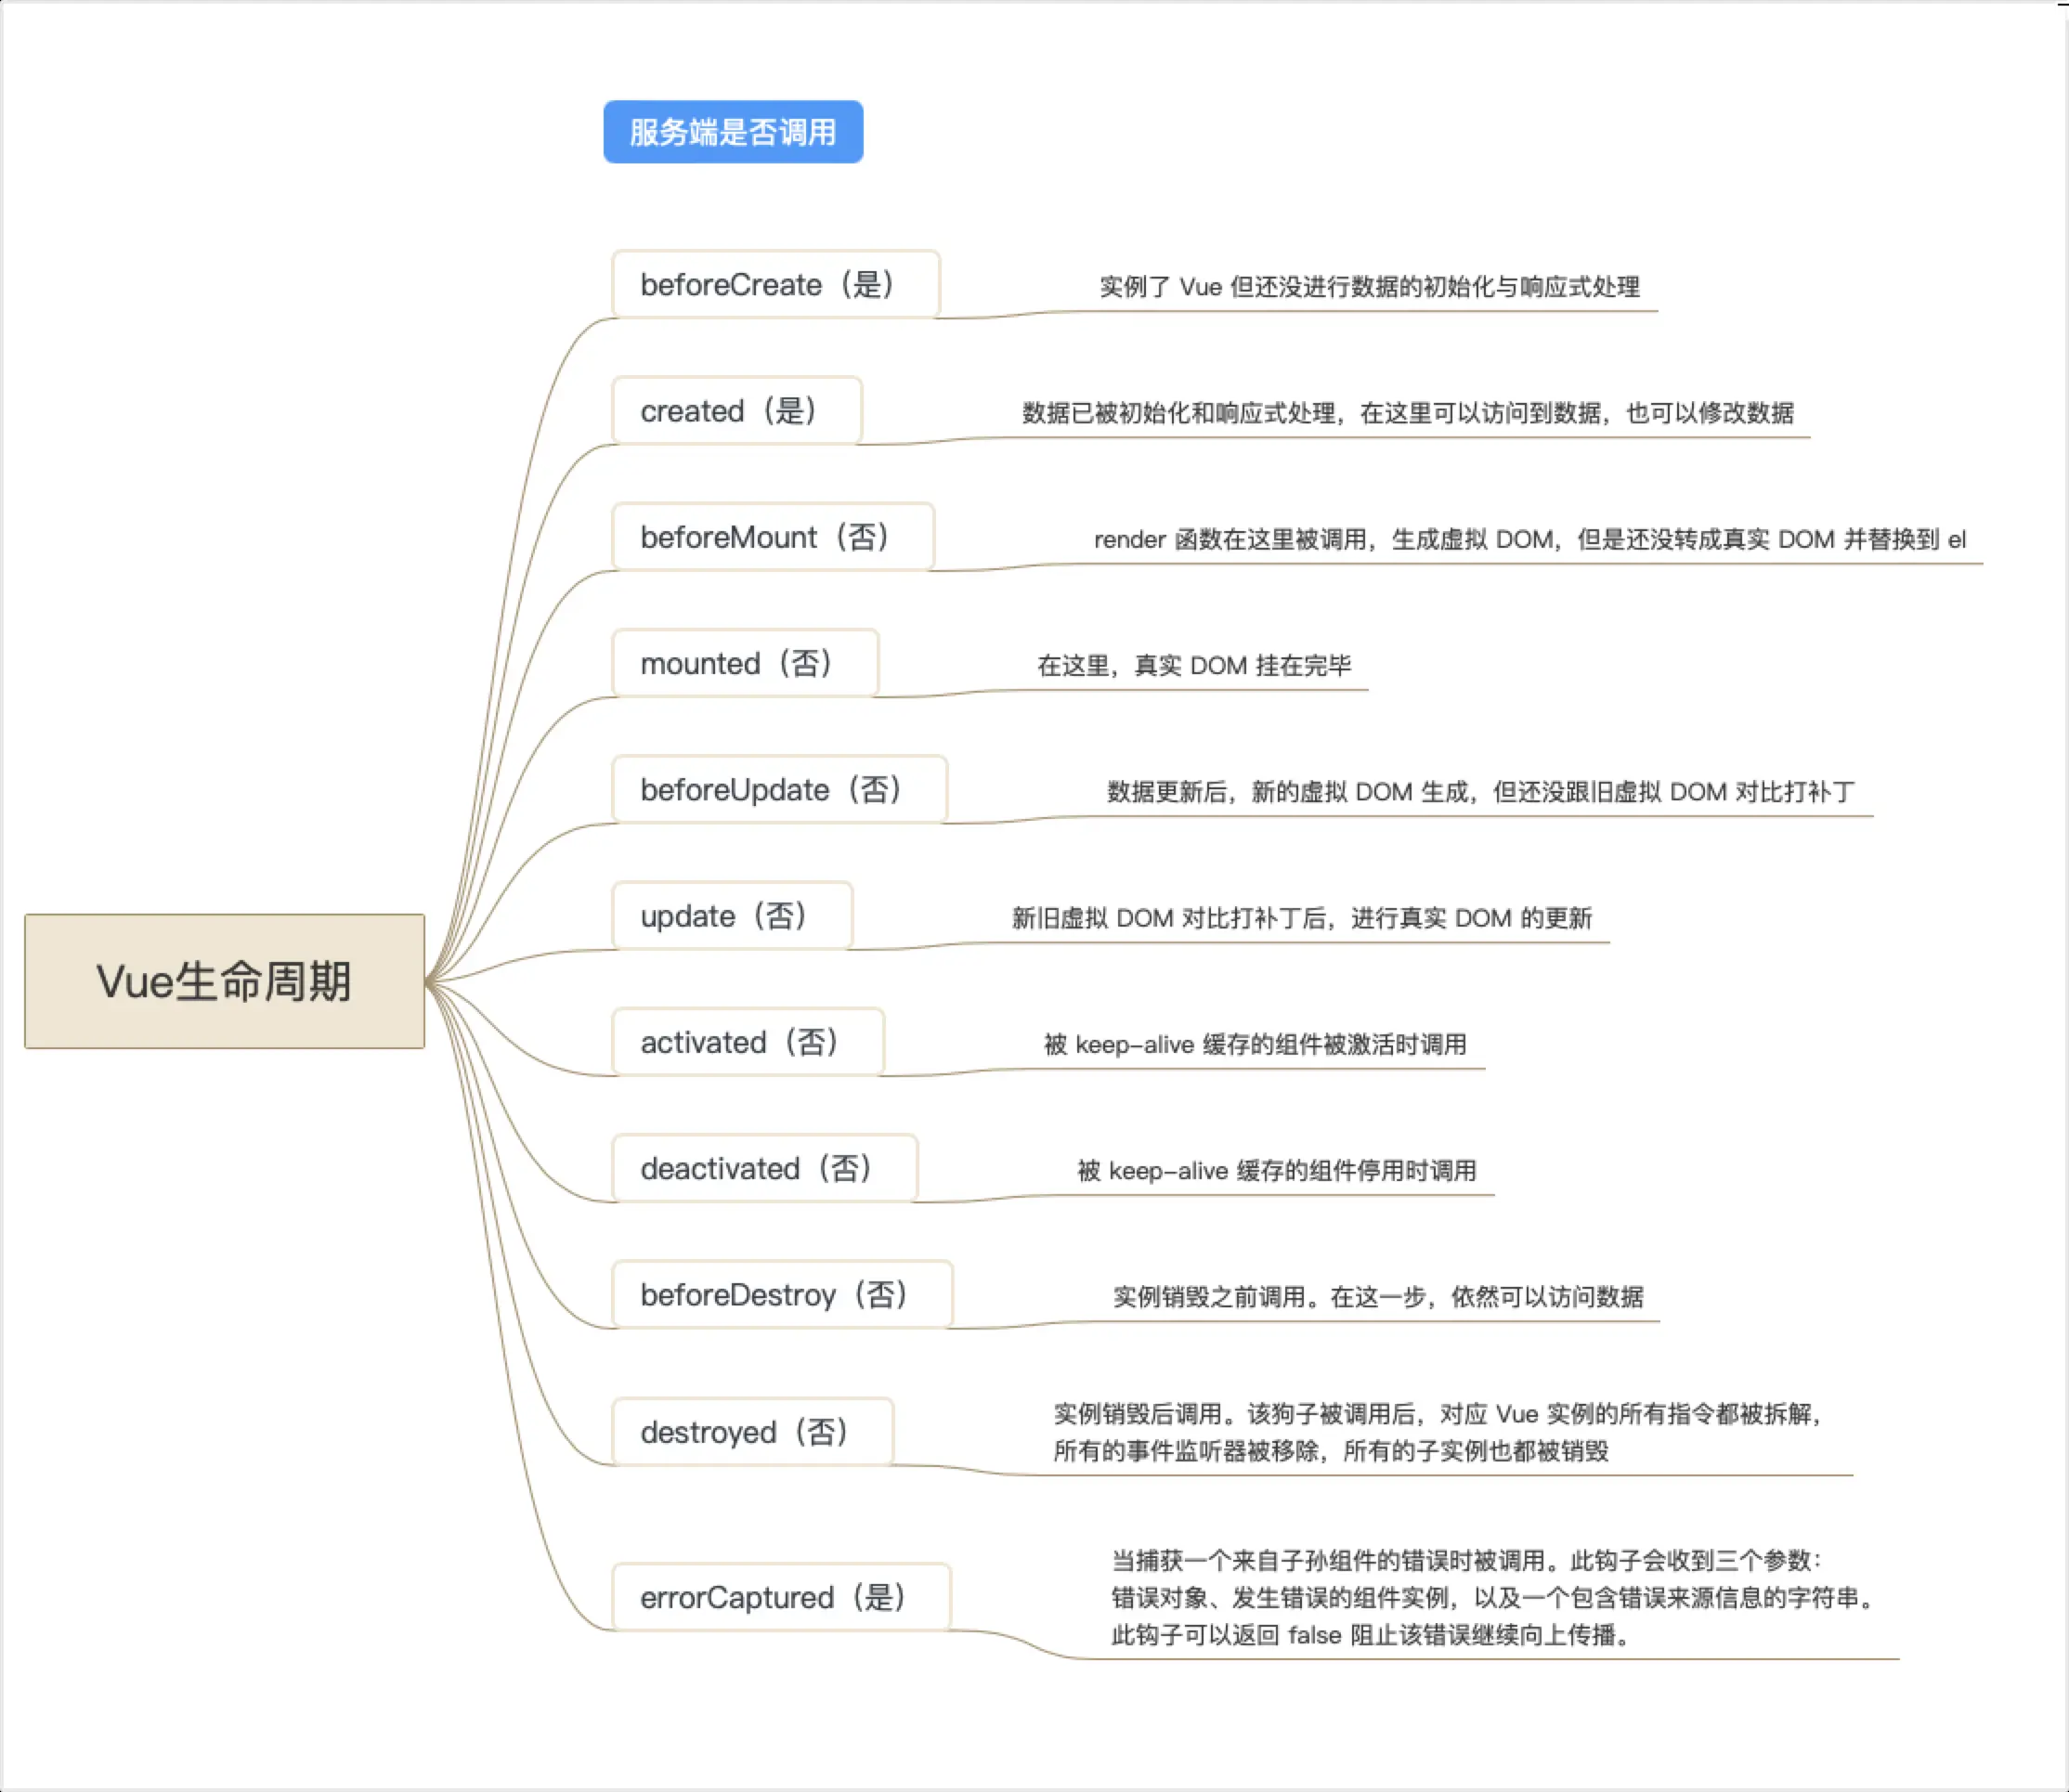 服务端是否调用
beforeCreate（是）
实例了 Vue 但还没进行数据的初始化与响应式处理
created（是）
数据已被初始化和响应式处理，在这里可以访问到数据，也可以修改数据
beforeMount（否）
render 函数在这里被调用，生成虚拟 DOM，但是还没转成真实 DOM 并替换到 el
mounted（否）
在这里，真实 DOM 挂在完毕
beforeUpdate（否）
数据更新后，新的虚拟 DOM 生成，但还没跟旧虚拟 DOM 对比打补丁
update（否）
新旧虚拟 DOM 对比打补丁后，进行真实 DOM 的更新
Vue生命周期
activated（否）
被 keep-alive 缓存的组件被激活时调用
deactivated（否）
被 keep-alive 缓存的组件停用时调用
beforeDestroy（否）
实例销毁之前调用。在这一步，依然可以访问数据
destroyed（否）
实例销毁后调用。该狗子被调用后，对应 Vue 实例的所有指令都被拆解，
所有的事件监听器被移除，所有的子实例也都被销毁
errorCaptured（是）
当捕获一个来自子孙组件的错误时被调用。此钩子会收到三个参数：
错误对象、发生错误的组件实例，以及一个包含错误来源信息的字符串。
此钩子可以返回 false 阻止该错误继续向上传播。